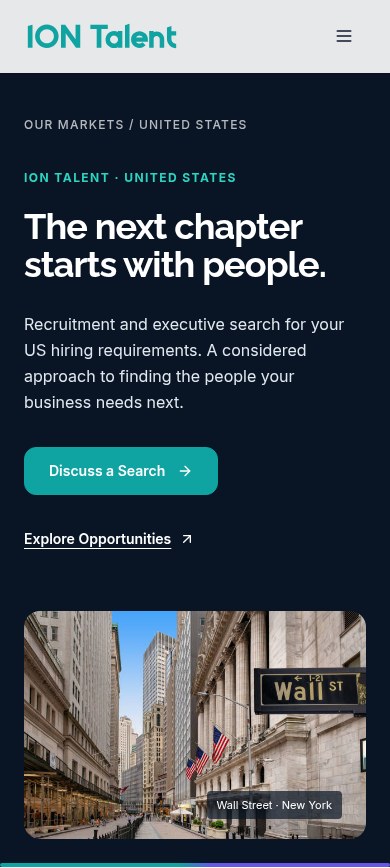 ION Talent
OUR MARKETS / UNITED STATES
ION TALENT · UNITED STATES
The next chapter
starts with people.
Recruitment and executive search for your
US hiring requirements. A considered
approach to finding the people your
business needs next.
Discuss a Search →
Explore Opportunities ↗
← 1-21
Wall ST
Wall Street · New York